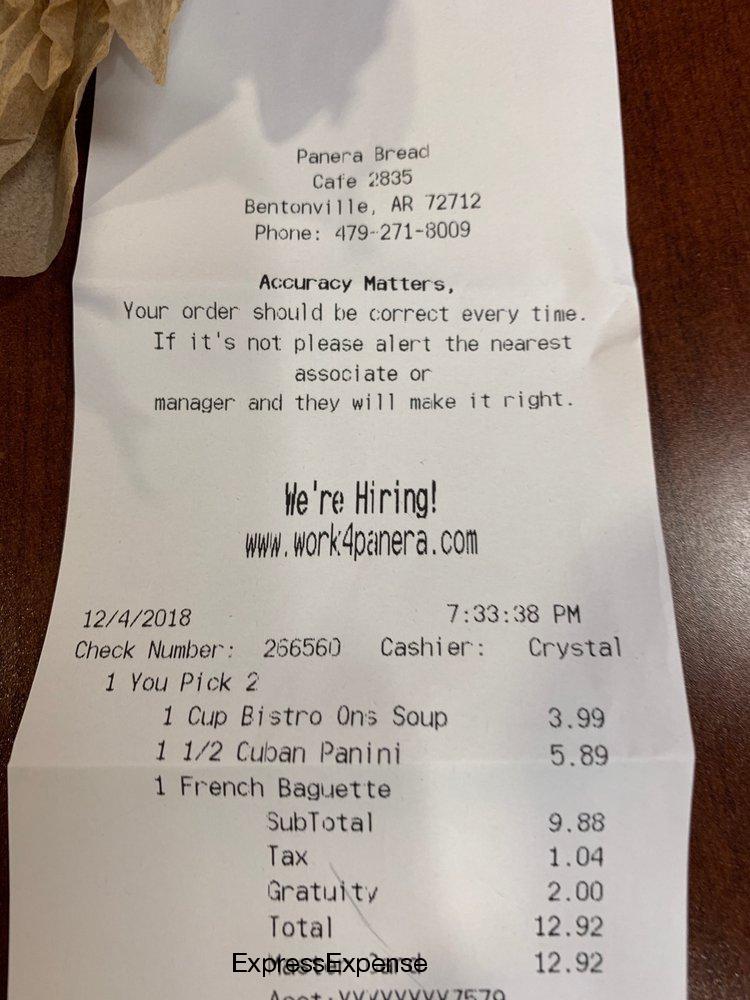 Panera Bread
Cafe 2835
Bentonville, AR 72712
Phone: 479-271-8009
Accuracy Matters,
Your order should be correct every time.
If it's not please alert the nearest
associate or
manager and they will make it right.
We're Hiring!
www.work4panera.com
12/4/2018 7:33:38 PM
Check Number: 266560 Cashier: Crystal
1 You Pick 2
1 Cup Bistro Ons Soup 3.99
1 1/2 Cuban Panini 5.89
1 French Baguette
SubTotal 9.88
Tax 1.04
Gratuity 2.00
Total 12.92
12.92
ExpressExpense